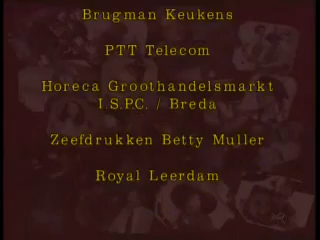 Brugman Keukens
PTT Telecom
Horeca Groothandelsmarkt
I.S.P.C. / Breda
Zeefdrukken Betty Muller
Royal Leerdam